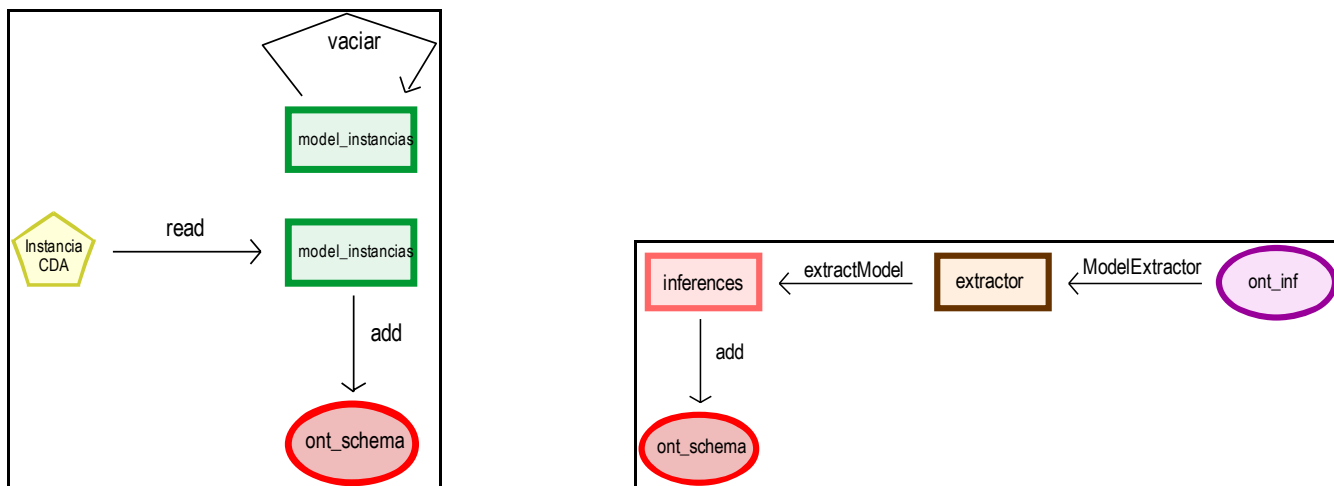 vaciar
model_instancias
Instancia
CDA
read
model_instancias
add
ont_schema
inferences
extractModel
extractor
ModelExtractor
ont_inf
add
ont_schema